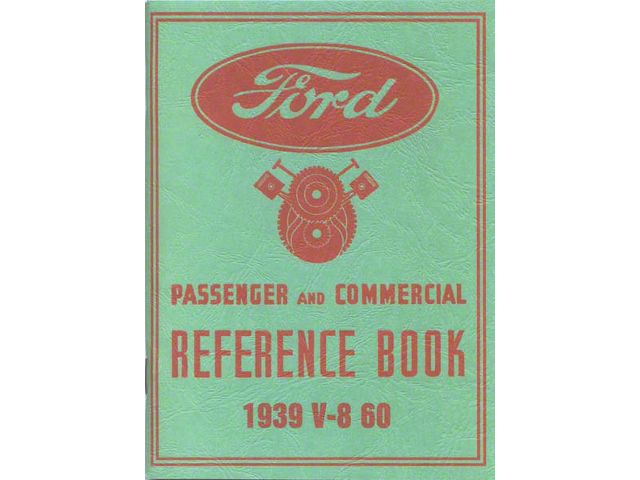 Ford
PASSENGER AND COMMERCIAL
REFERENCE BOOK
1939 V-8 60